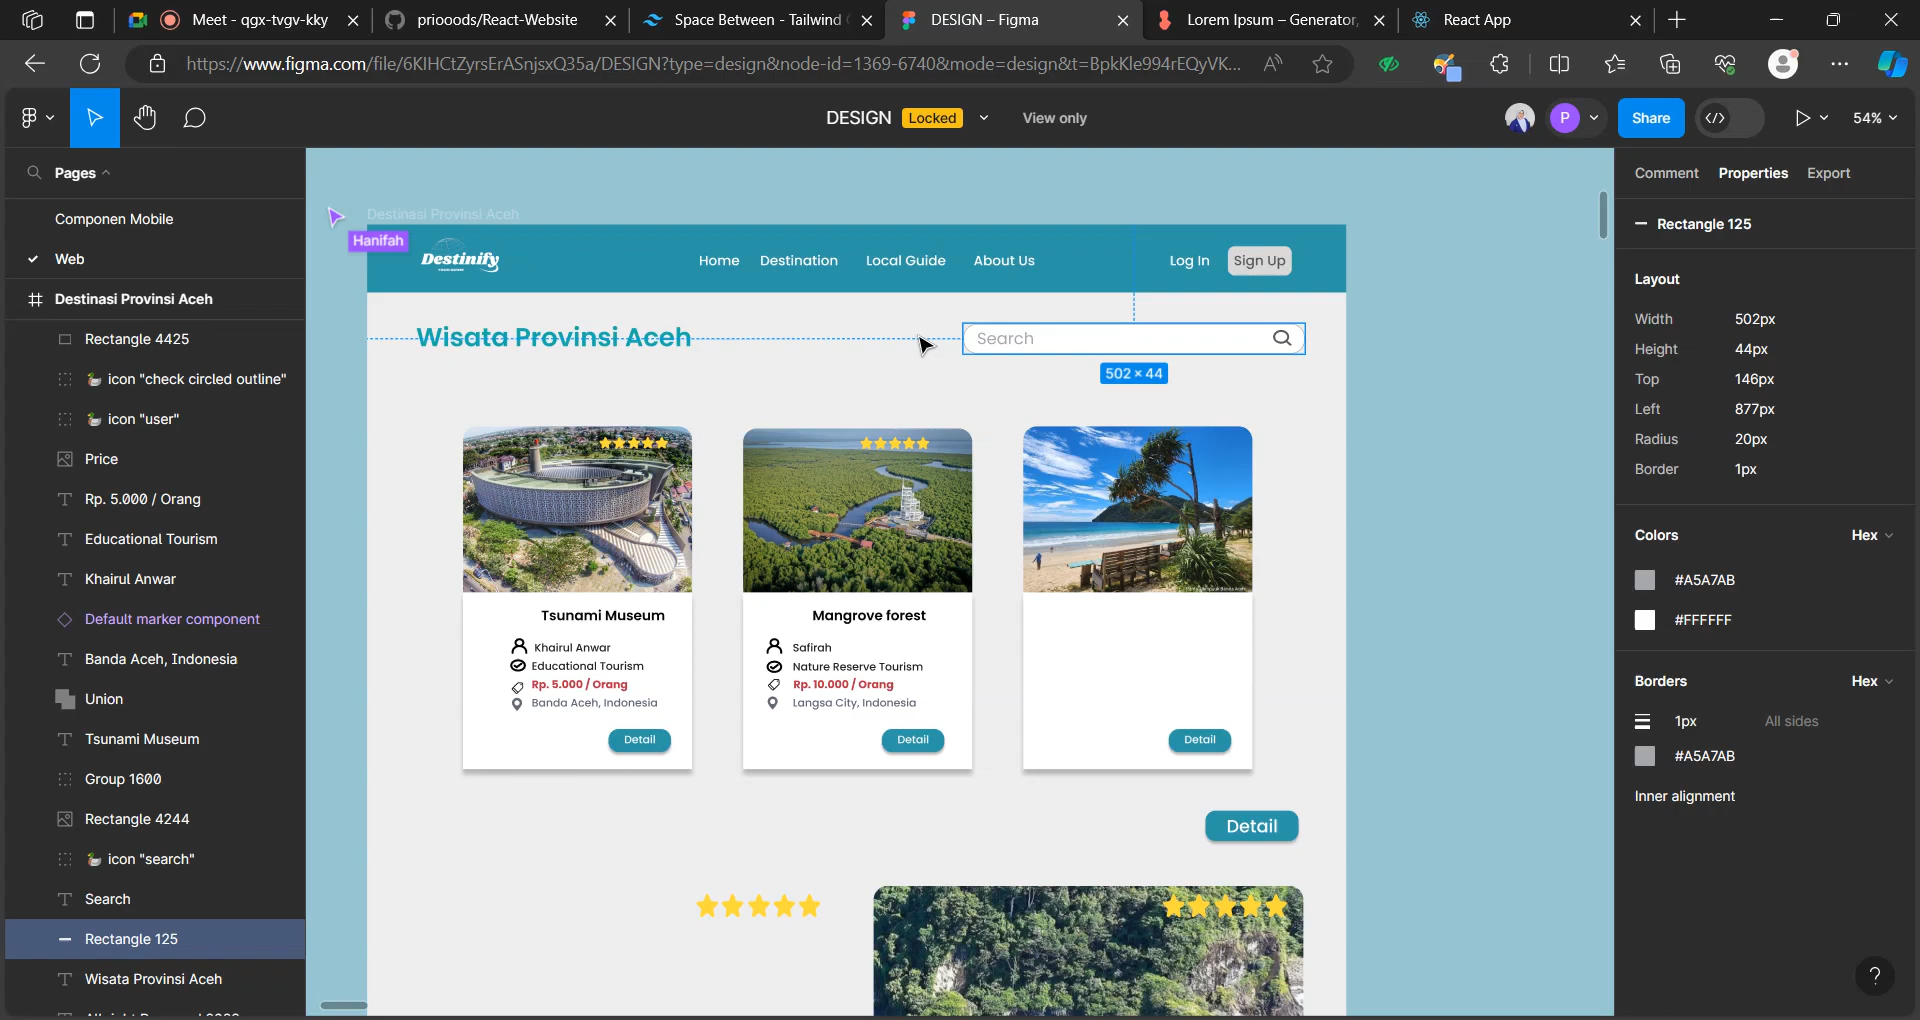 Meet - qgx-tvgv-kky
priooods/React-Website
Space Between - Tailwind
DESIGN – Figma
Lorem Ipsum – Generator,
React App
https://www.figma.com/file/6KIHCtZyrsErASnjsxQ35a/DESIGN?type=design&node-id=1369-6740&mode=design&t=BpkKle994rEQyVK...
DESIGN
Locked
View only
P
Share
54%
Pages
Componen Mobile
Web
Destinasi Provinsi Aceh
Rectangle 4425
icon "check circled outline"
icon "user"
Price
Rp. 5.000 / Orang
Educational Tourism
Khairul Anwar
Default marker component
Banda Aceh, Indonesia
Union
Tsunami Museum
Group 1600
Rectangle 4244
icon "search"
Search
Rectangle 125
Wisata Provinsi Aceh
Destinasi Provinsi Aceh
Hanifah
Destinify
Home
Destination
Local Guide
About Us
Log In
Sign Up
Wisata Provinsi Aceh
Search
502 × 44
Tsunami Museum
Khairul Anwar
Educational Tourism
Rp. 5.000 / Orang
Banda Aceh, Indonesia
Detail
Mangrove forest
Safirah
Nature Reserve Tourism
Rp. 10.000 / Orang
Langsa City, Indonesia
Detail
Detail
Detail
Comment
Properties
Export
Rectangle 125
Layout
Width 502px
Height 44px
Top 146px
Left 877px
Radius 20px
Border 1px
Colors
Hex
#A5A7AB
#FFFFFF
Borders
Hex
1px
All sides
#A5A7AB
Inner alignment
?